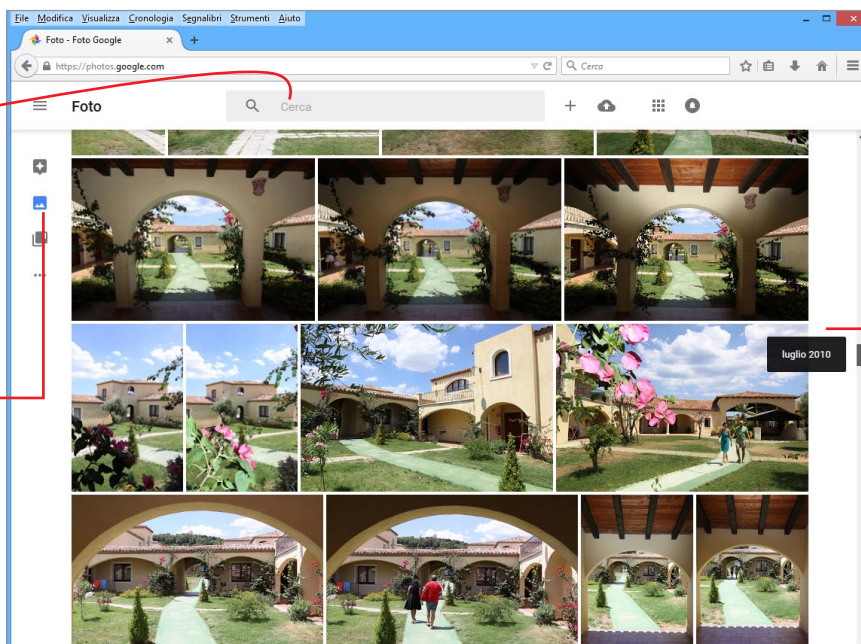 File Modifica Visualizza Cronologia Segnalibri Strumenti Aiuto
Foto - Foto Google
https://photos.google.com
Cerca
Foto
Cerca
luglio 2010